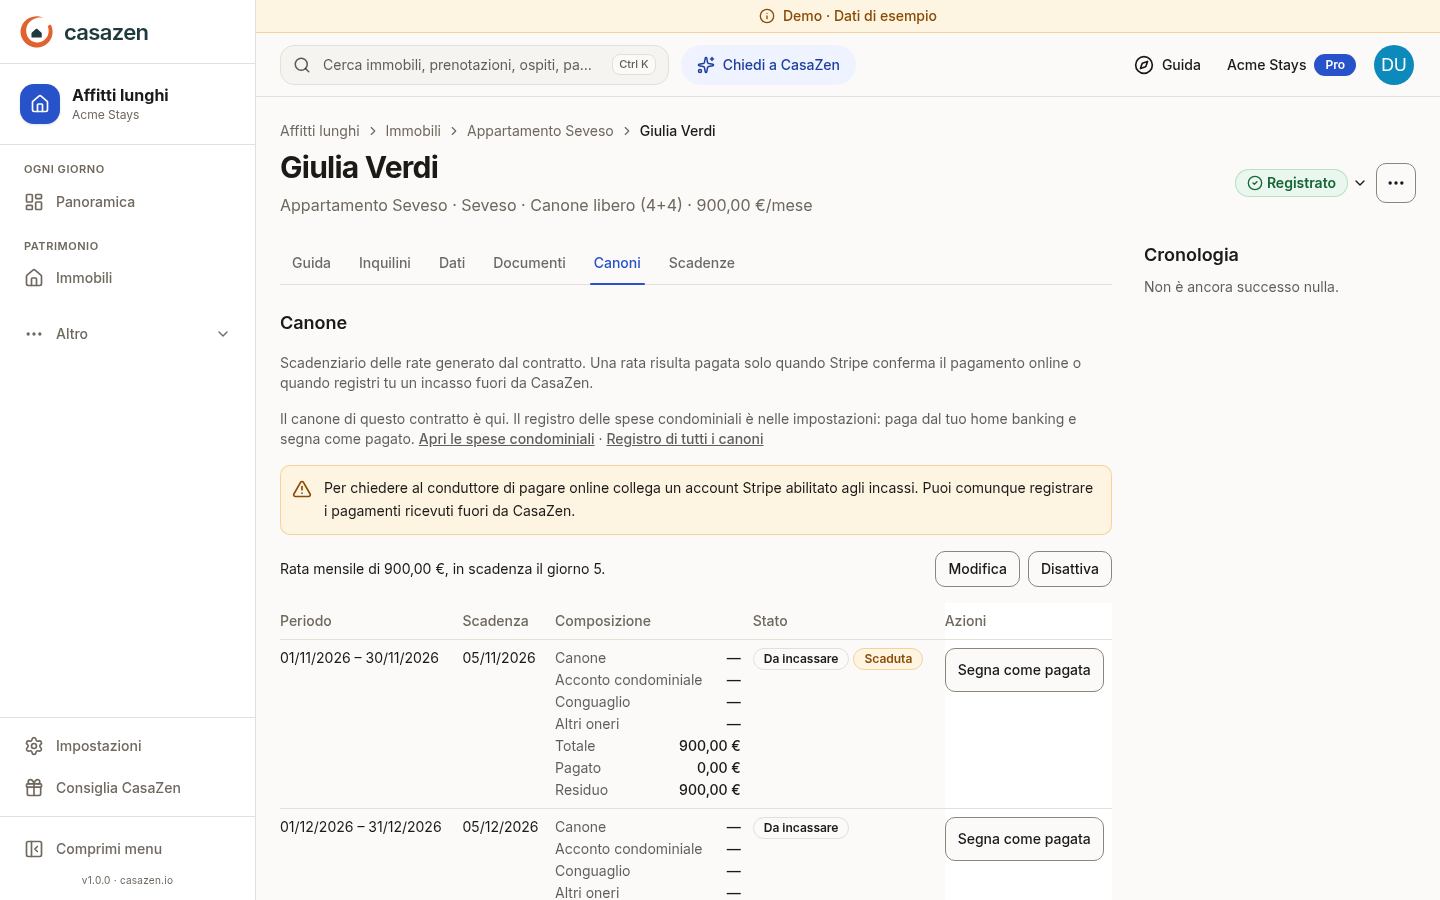 casazen
Affitti lunghi
Acme Stays
OGNI GIORNO
Panoramica
PATRIMONIO
Immobili
Altro
Impostazioni
Consiglia CasaZen
Comprimi menu
v1.0.0 · casazen.io
Demo · Dati di esempio
Cerca immobili, prenotazioni, ospiti, pa... Ctrl K
Chiedi a CasaZen
Guida
Acme Stays Pro
DU
Affitti lunghi > Immobili > Appartamento Seveso > Giulia Verdi
Giulia Verdi
Appartamento Seveso · Seveso · Canone libero (4+4) · 900,00 €/mese
Registrato
Guida Inquilini Dati Documenti Canoni Scadenze
Canone
Scadenziario delle rate generato dal contratto. Una rata risulta pagata solo quando Stripe conferma il pagamento online o
quando registri tu un incasso fuori da CasaZen.
Il canone di questo contratto è qui. Il registro delle spese condominiali è nelle impostazioni: paga dal tuo home banking e
segna come pagato. Apri le spese condominiali · Registro di tutti i canoni
Per chiedere al conduttore di pagare online collega un account Stripe abilitato agli incassi. Puoi comunque registrare
i pagamenti ricevuti fuori da CasaZen.
Rata mensile di 900,00 €, in scadenza il giorno 5.
Modifica
Disattiva
Periodo Scadenza Composizione Stato Azioni
01/11/2026 – 30/11/2026 05/11/2026 Canone — Da incassare Scaduta Segna come pagata
Acconto condominiale —
Conguaglio —
Altri oneri —
Totale 900,00 €
Pagato 0,00 €
Residuo 900,00 €
01/12/2026 – 31/12/2026 05/12/2026 Canone — Da incassare Segna come pagata
Acconto condominiale —
Conguaglio —
Altri oneri —
Cronologia
Non è ancora successo nulla.